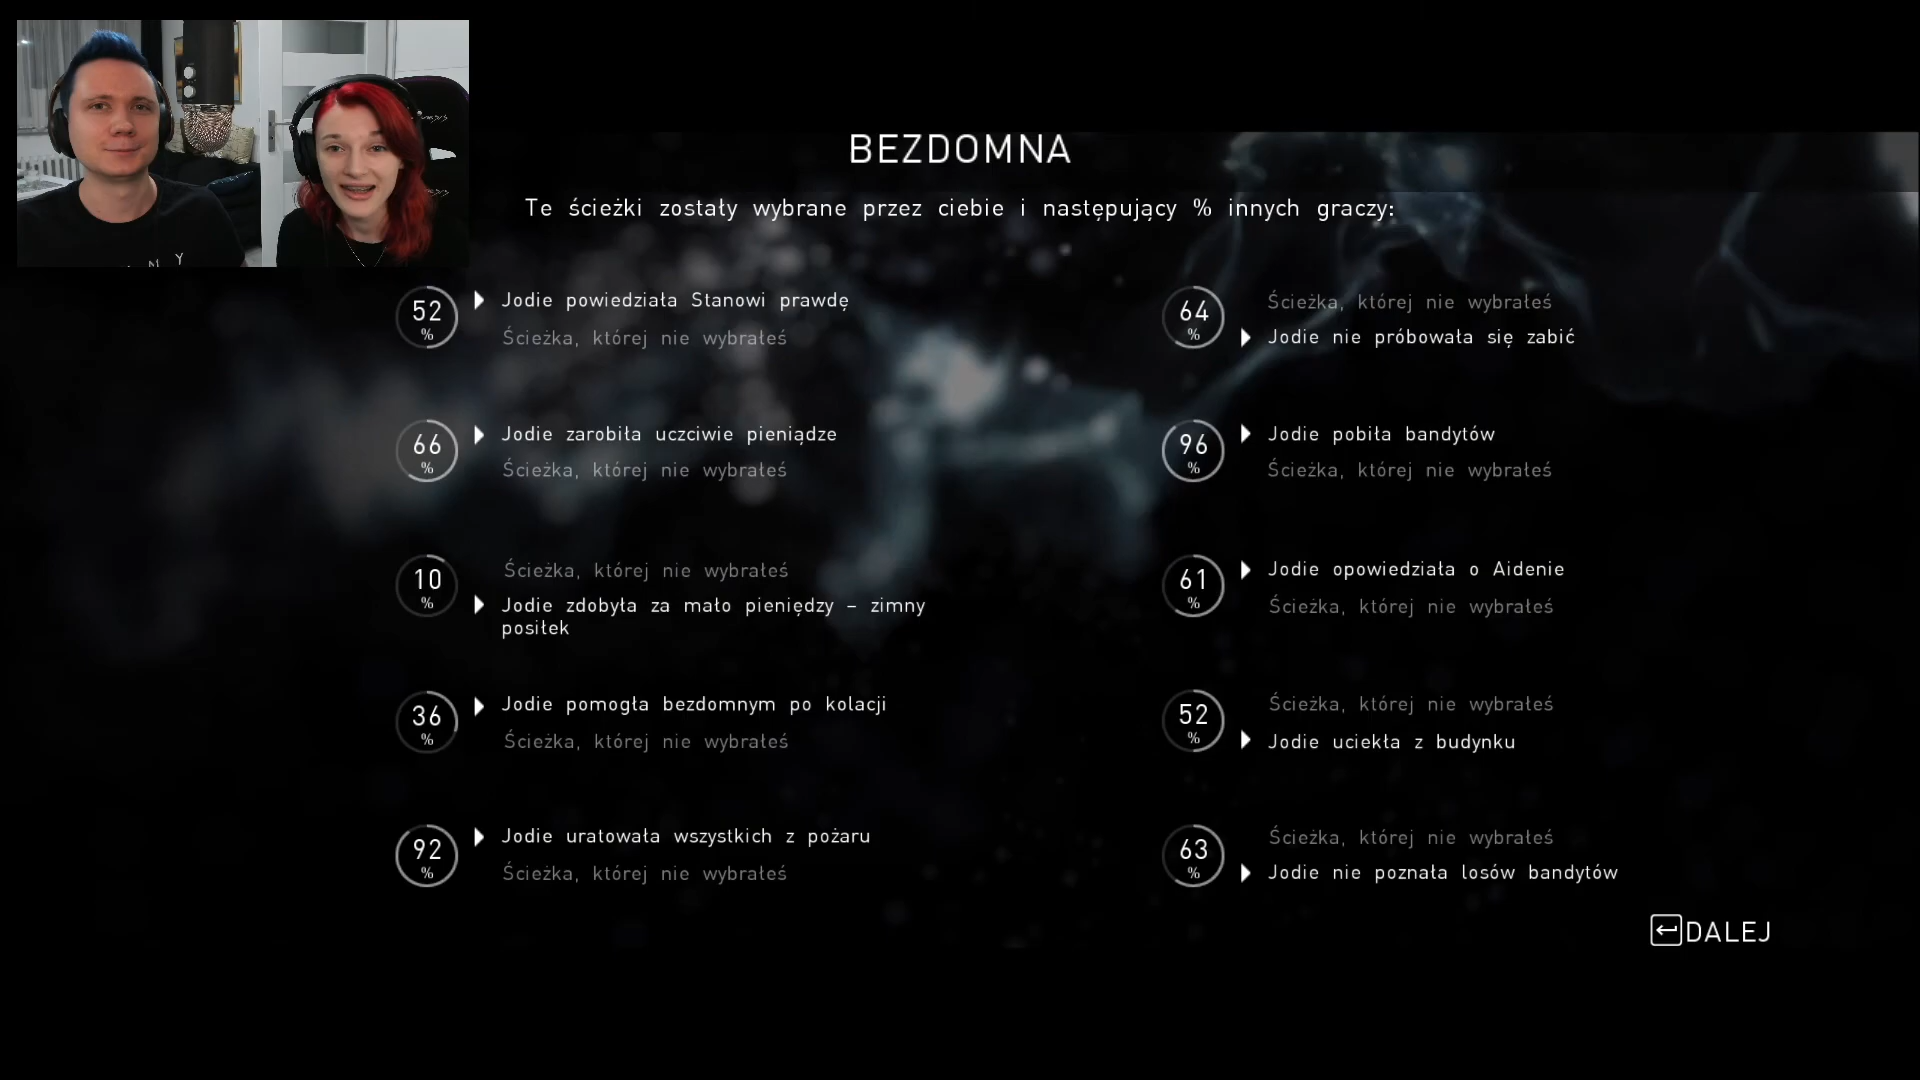 BEZDOMNA
Te ścieżki zostały wybrane przez ciebie i następujący % innych graczy:
52 %
Jodie powiedziała Stanowi prawdę
Ścieżka, której nie wybrałeś
66 %
Jodie zarobiła uczciwie pieniądze
Ścieżka, której nie wybrałeś
10 %
Ścieżka, której nie wybrałeś
Jodie zdobyła za mało pieniędzy – zimny
posiłek
36 %
Jodie pomogła bezdomnym po kolacji
Ścieżka, której nie wybrałeś
92 %
Jodie uratowała wszystkich z pożaru
Ścieżka, której nie wybrałeś
64 %
Ścieżka, której nie wybrałeś
Jodie nie próbowała się zabić
96 %
Jodie pobiła bandytów
Ścieżka, której nie wybrałeś
61 %
Jodie opowiedziała o Aidenie
Ścieżka, której nie wybrałeś
52 %
Ścieżka, której nie wybrałeś
Jodie uciekła z budynku
63 %
Ścieżka, której nie wybrałeś
Jodie nie poznała losów bandytów
DALEJ